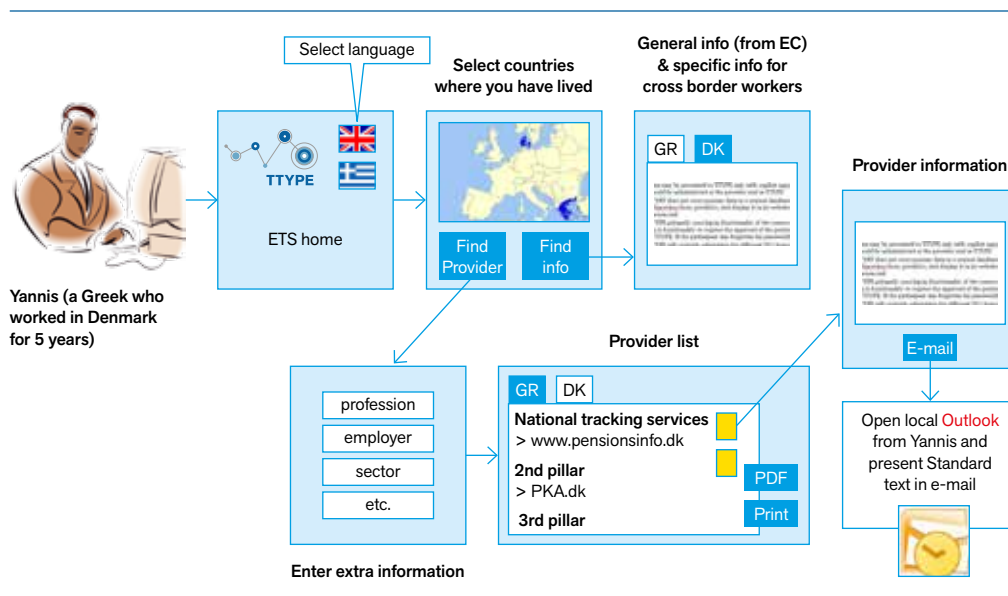 Select language
TTYPE
ETS home
Yannis (a Greek who
worked in Denmark
for 5 years)
Select countries
where you have lived
Find
Provider
Find
info
General info (from EC)
& specific info for
cross border workers
GR
DK
Provider information
E-mail
Open local Outlook
from Yannis and
present Standard
text in e-mail
profession
employer
sector
etc.
Enter extra information
Provider list
GR
DK
National tracking services
> www.pensionsinfo.dk
2nd pillar
> PKA.dk
3rd pillar
PDF
Print